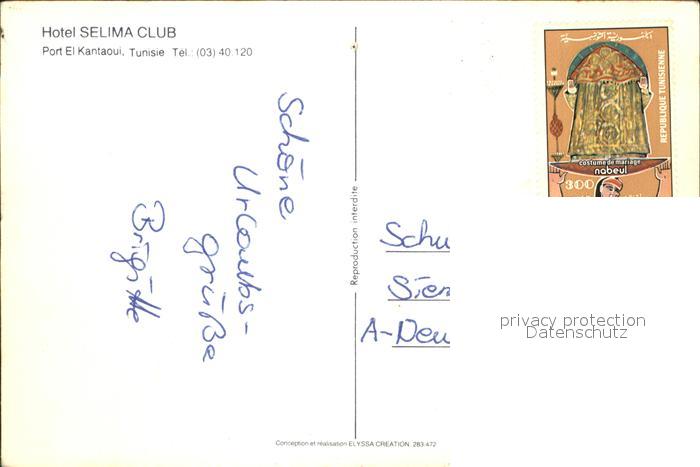 Hotel SELIMA CLUB
Port El Kantaoui, Tunisie Tel.: (03) 40.120
Schöne
Urlaubs-
grüße
Brigitte
Reproduction interdite
Conception et réalisation ELYSSA CREATION. 283.472
REPUBLIQUE TUNISIENNE
costume de mariage
nabeul
300
Schu
Siem
A-Deu
privacy protection
Datenschutz